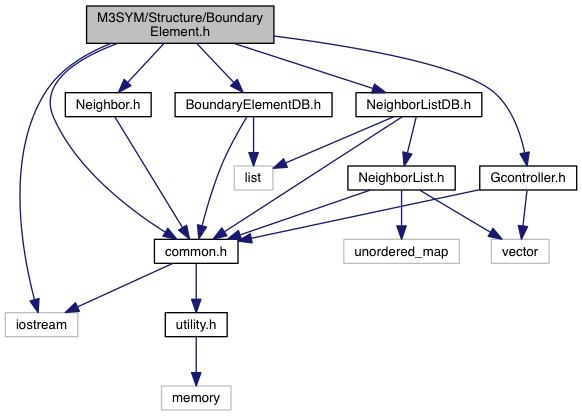 M3SYM/Structure/Boundary
Element.h
Neighbor.h
BoundaryElementDB.h
NeighborListDB.h
list
NeighborList.h
Gcontroller.h
common.h
unordered_map
vector
iostream
utility.h
memory